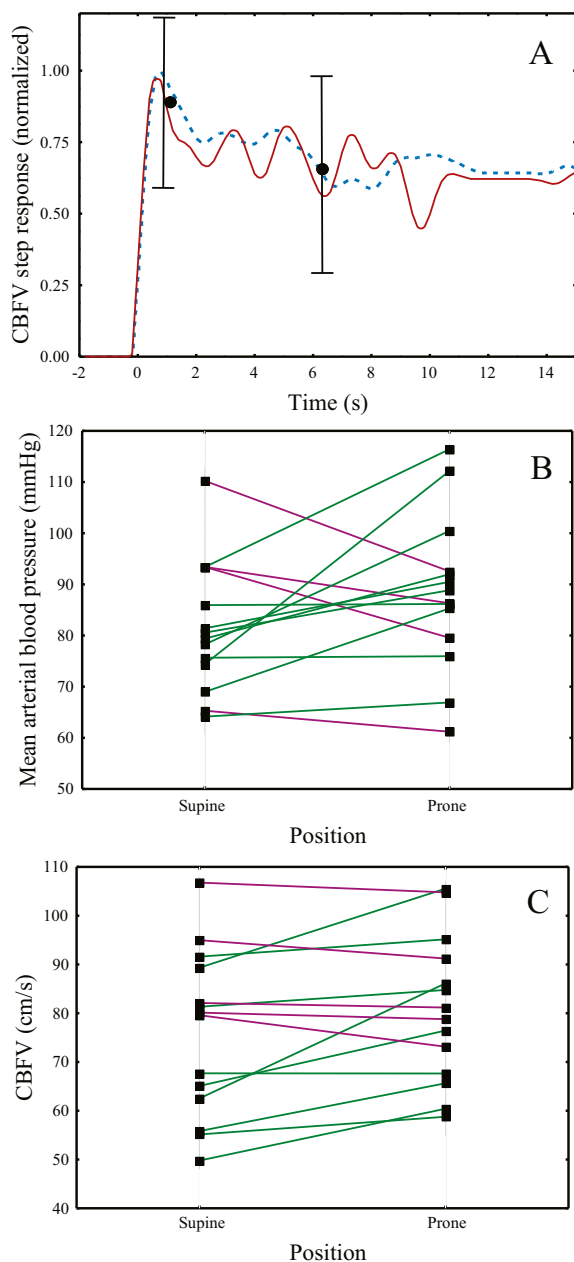 A
CBFV step response (normalized)
1.00
0.75
0.50
0.25
0.00
-2
0
2
4
6
8
10
12
14
Time (s)
B
Mean arterial blood pressure (mmHg)
120
110
100
90
80
70
60
50
Supine
Prone
Position
C
CBFV (cm/s)
110
100
90
80
70
60
50
40
Supine
Prone
Position